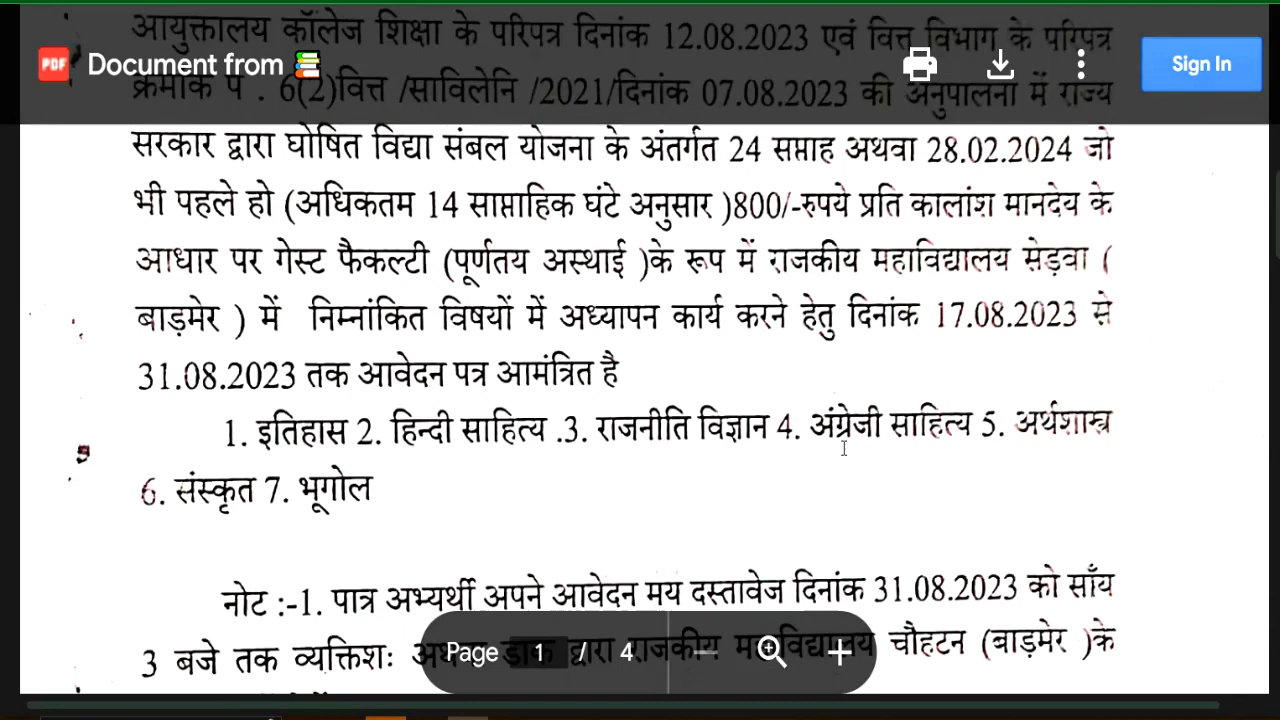 आयुक्तालय कॉलेज शिक्षा के परिपत्र दिनांक 12.08.2023 एवं वित्त विभाग के परिपत्र
Document from
Sign In
क्रमांक प . 6(2)वित्त /साविलेनि /2021/दिनांक 07.08.2023 की अनुपालना में राज्य
सरकार द्वारा घोषित विद्या संबल योजना के अंतर्गत 24 सप्ताह अथवा 28.02.2024 जो
भी पहले हो (अधिकतम 14 साप्ताहिक घंटे अनुसार )800/-रुपये प्रति कालांश मानदेय के
आधार पर गेस्ट फैकल्टी (पूर्णतय अस्थाई )के रूप में राजकीय महाविद्यालय सेड़वा (
बाड़मेर ) में निम्नांकित विषयों में अध्यापन कार्य करने हेतु दिनांक 17.08.2023 से
31.08.2023 तक आवेदन पत्र आमंत्रित है
1. इतिहास 2. हिन्दी साहित्य .3. राजनीति विज्ञान 4. अंग्रेजी साहित्य 5. अर्थशास्त्र
6. संस्कृत 7. भूगोल
नोट :-1. पात्र अभ्यर्थी अपने आवेदन मय दस्तावेज दिनांक 31.08.2023 को साँय
3 बजे तक व्यक्तिशः अथवा डाक द्वारा राजकीय महाविद्यालय चौहटन (बाड़मेर )के
Page 1 / 4